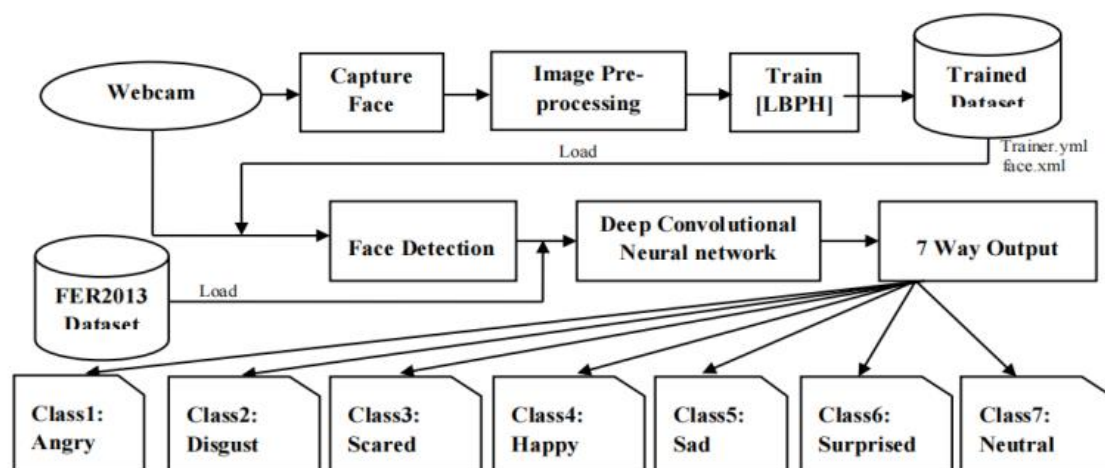 Webcam
Capture
Face
Image Pre-
processing
Train
[LBPH]
Trained
Dataset
Trainer.yml
face.xml
Load
Face Detection
Deep Convolutional
Neural network
7 Way Output
FER2013
Dataset
Load
Class1:
Angry
Class2:
Disgust
Class3:
Scared
Class4:
Happy
Class5:
Sad
Class6:
Surprised
Class7:
Neutral